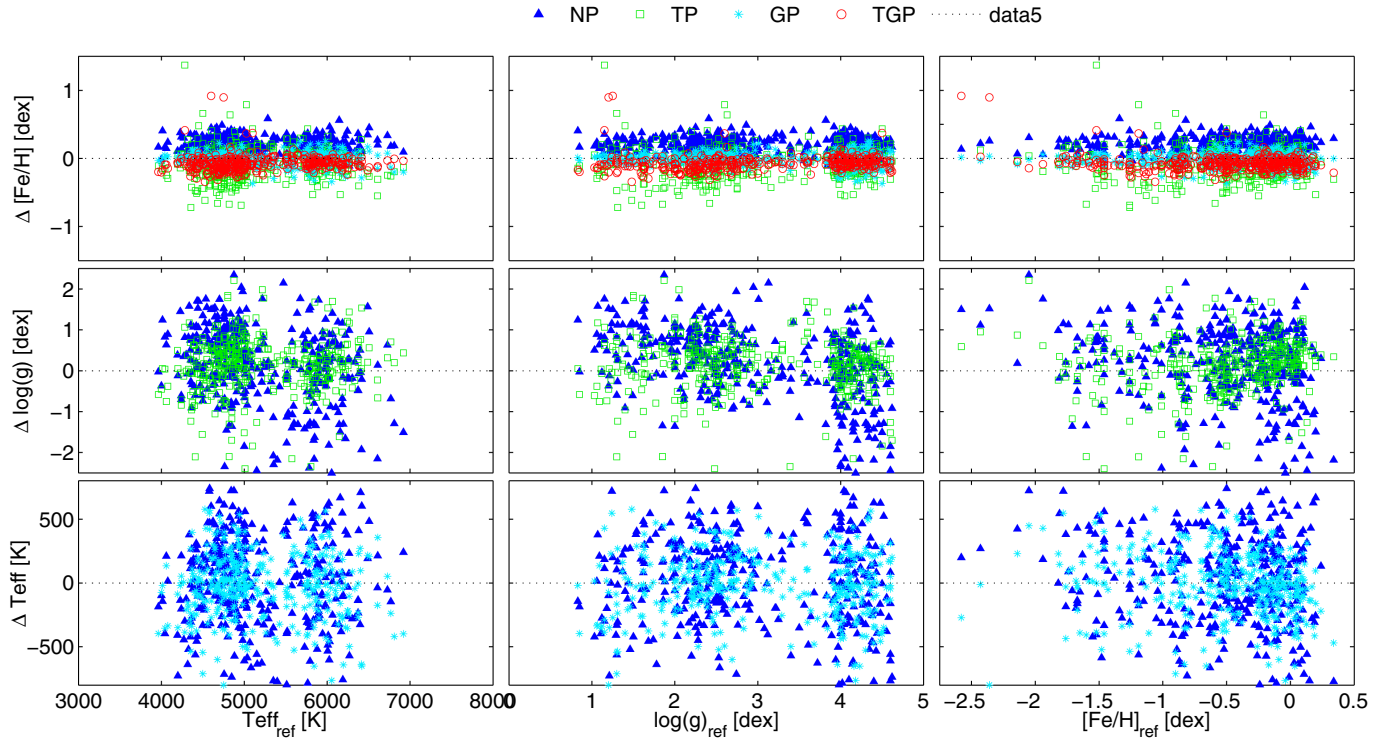 NP TP GP TGP data5
Δ [Fe/H] [dex]
1
0
−1
Δ log(g) [dex]
2
1
0
−1
−2
Δ Teff [K]
500
0
−500
3000 4000 5000 6000 7000 8000
Teff_ref [K]
0 1 2 3 4 5
log(g)_ref [dex]
−2.5 −2 −1.5 −1 −0.5 0 0.5
[Fe/H]_ref [dex]